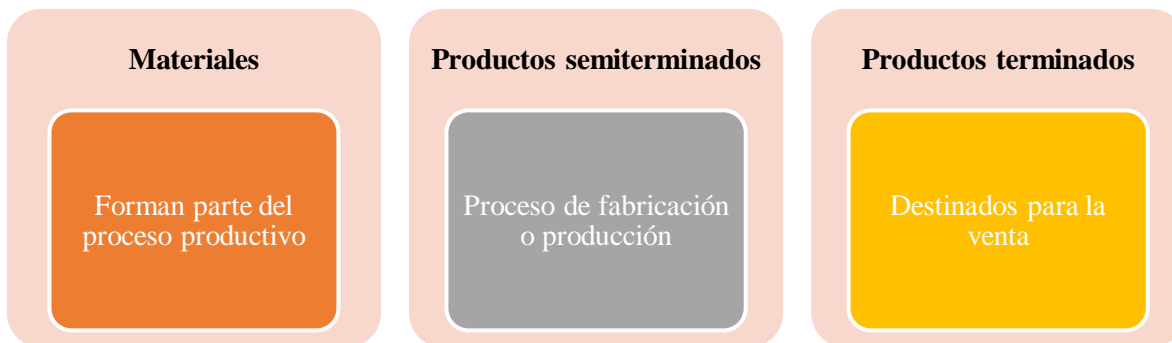 Materiales
Forman parte del
proceso productivo
Productos semiterminados
Proceso de fabricación
o producción
Productos terminados
Destinados para la
venta